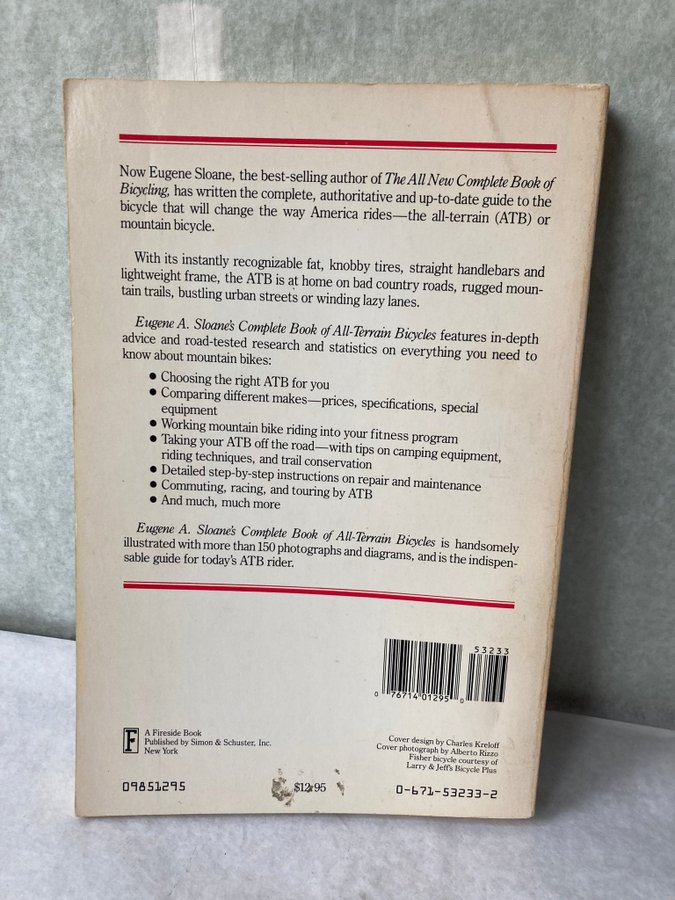 Now Eugene Sloane, the best-selling author of The All New Complete Book of
Bicycling, has written the complete, authoritative and up-to-date guide to the
bicycle that will change the way America rides—the all-terrain (ATB) or
mountain bicycle.
With its instantly recognizable fat, knobby tires, straight handlebars and
lightweight frame, the ATB is at home on bad country roads, rugged moun-
tain trails, bustling urban streets or winding lazy lanes.
Eugene A. Sloane's Complete Book of All-Terrain Bicycles features in-depth
advice and road-tested research and statistics on everything you need to
know about mountain bikes:
● Choosing the right ATB for you
● Comparing different makes—prices, specifications, special
equipment
● Working mountain bike riding into your fitness program
● Taking your ATB off the road—with tips on camping equipment,
riding techniques, and trail conservation
● Detailed step-by-step instructions on repair and maintenance
● Commuting, racing, and touring by ATB
● And much, much more
Eugene A. Sloane's Complete Book of All-Terrain Bicycles is handsomely
illustrated with more than 150 photographs and diagrams, and is the indispen-
sable guide for today's ATB rider.
53233
0 76714 01295 0
F
A Fireside Book
Published by Simon & Schuster, Inc.
New York
Cover design by Charles Kreloff
Cover photograph by Alberto Rizzo
Fisher bicycle courtesy of
Larry & Jeff's Bicycle Plus
09851295
$12.95
0-671-53233-2